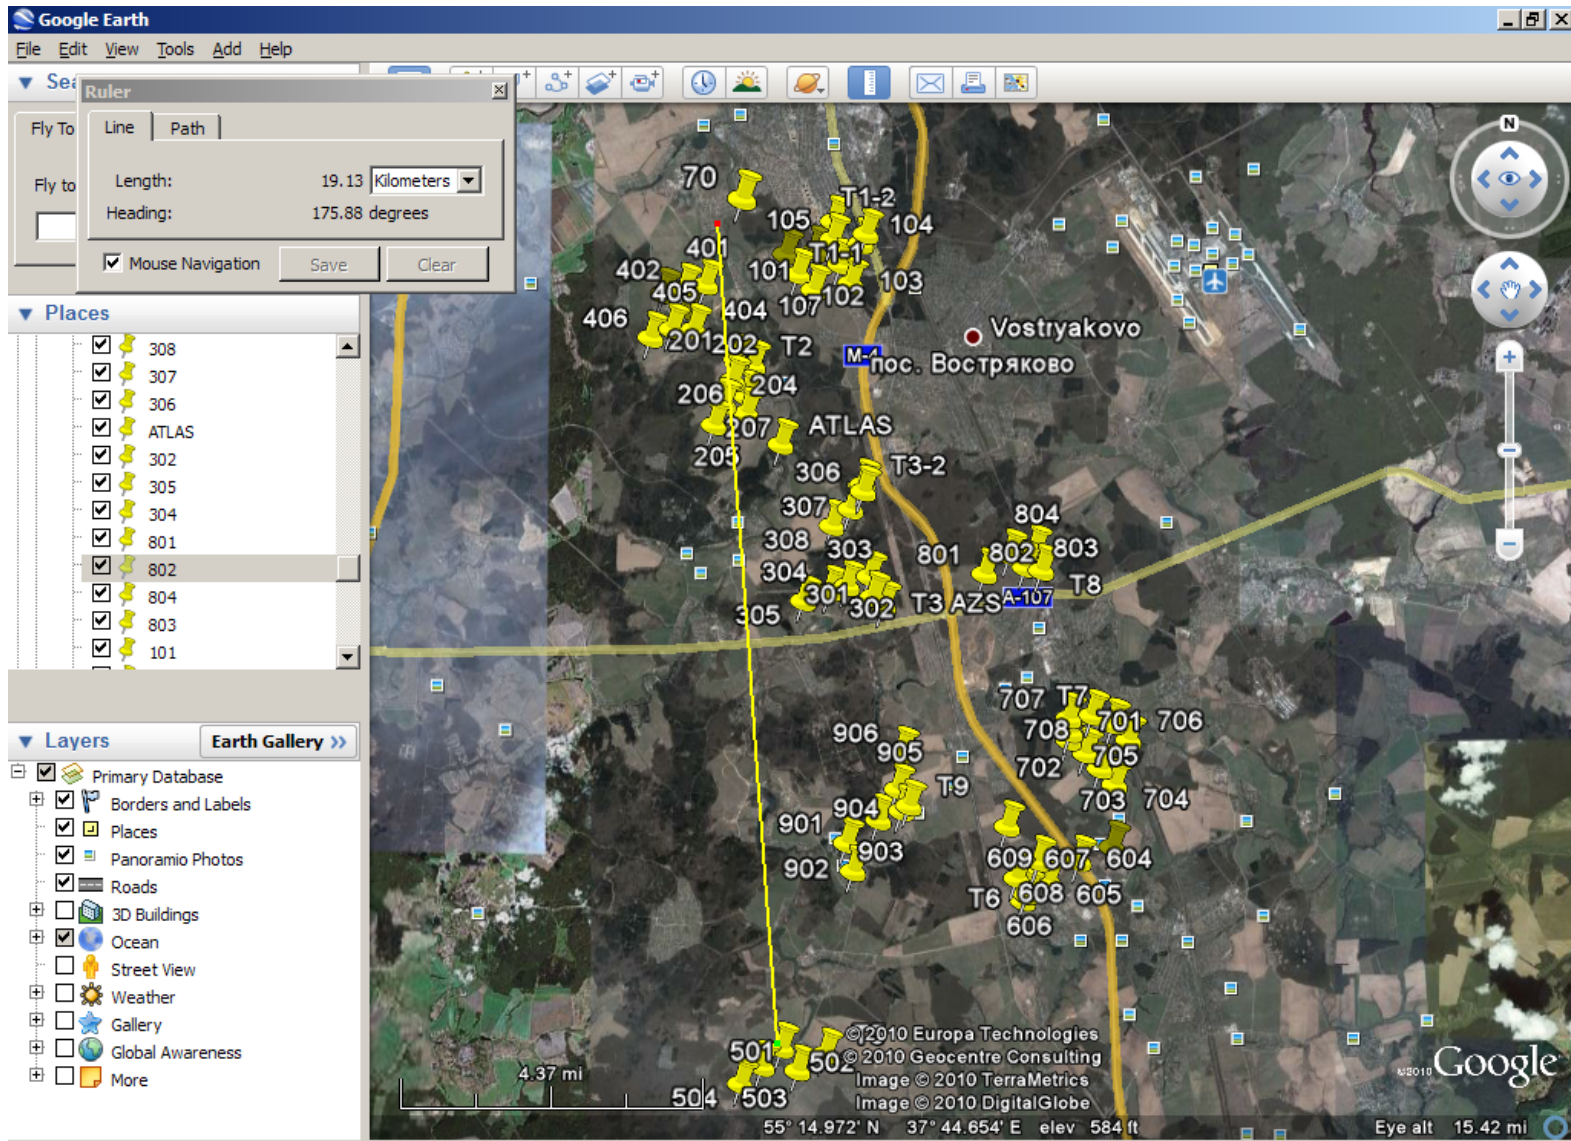 Google Earth
File Edit View Tools Add Help
Sea
Ruler
Fly To
Line Path
Fly to
Length: 19.13 Kilometers
Heading: 175.88 degrees
Mouse Navigation Save Clear
Places
308
307
306
ATLAS
302
305
304
801
802
804
803
101
Layers
Earth Gallery >>
Primary Database
Borders and Labels
Places
Panoramio Photos
Roads
3D Buildings
Ocean
Street View
Weather
Gallery
Global Awareness
More
N
70
T1-2
105
104
401
T1-1
402
101
103
405
102
107
404
406
201
202
T2
M-4
Vostryakovo
пос. Востряково
204
206
207
ATLAS
205
306
T3-2
307
804
308
303
801
802
803
304
T8
301
302
T3
AZS
A-107
305
707
T7
701
706
708
906
905
705
702
T9
703
704
904
901
903
902
609
607
604
T6
608
605
606
501
502
504
503
4.37 mi
©2010 Europa Technologies
© 2010 Geocentre Consulting
Image © 2010 TerraMetrics
Image © 2010 DigitalGlobe
©2010 Google
55° 14.972' N 37° 44.654' E elev 584 ft
Eye alt 15.42 mi